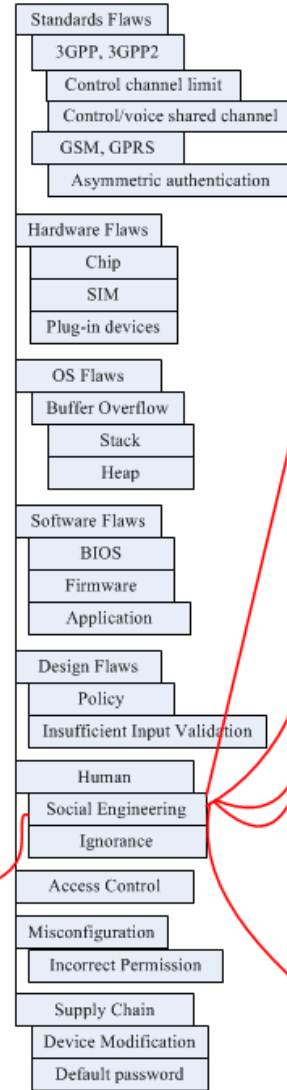 Standards Flaws
3GPP, 3GPP2
Control channel limit
Control/voice shared channel
GSM, GPRS
Asymmetric authentication
Hardware Flaws
Chip
SIM
Plug-in devices
OS Flaws
Buffer Overflow
Stack
Heap
Software Flaws
BIOS
Firmware
Application
Design Flaws
Policy
Insufficient Input Validation
Human
Social Engineering
Ignorance
Access Control
Misconfiguration
Incorrect Permission
Supply Chain
Device Modification
Default password